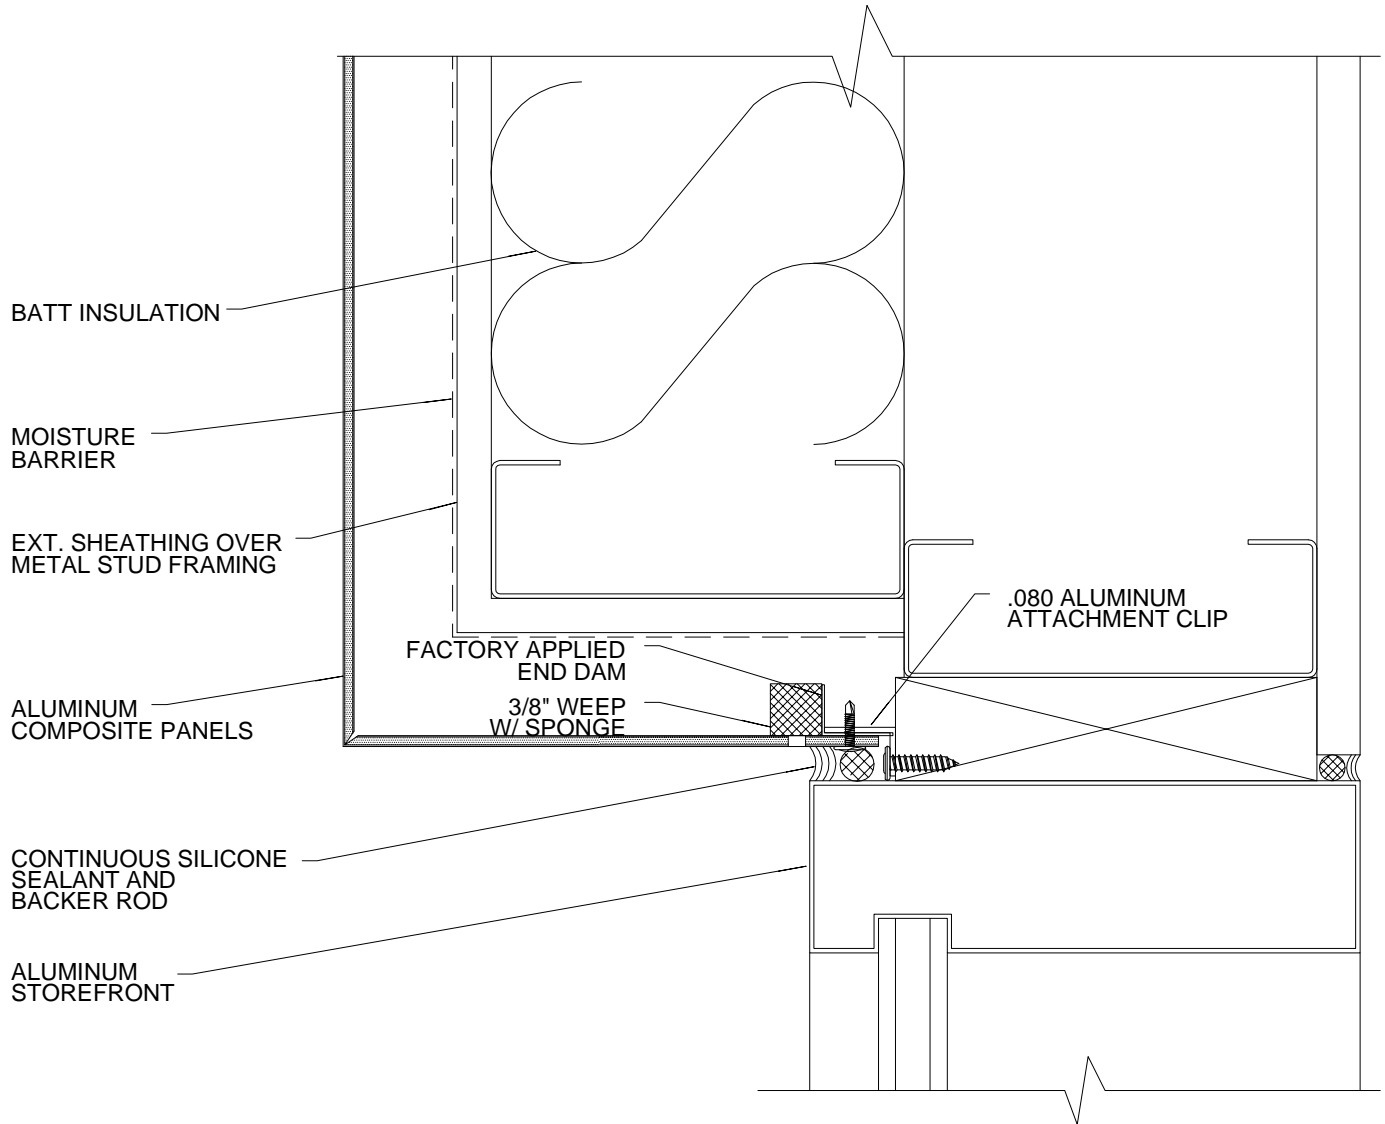 BATT INSULATION
MOISTURE
BARRIER
EXT. SHEATHING OVER
METAL STUD FRAMING
.080 ALUMINUM
ATTACHMENT CLIP
FACTORY APPLIED
END DAM
3/8" WEEP
W/ SPONGE
ALUMINUM
COMPOSITE PANELS
CONTINUOUS SILICONE
SEALANT AND
BACKER ROD
ALUMINUM
STOREFRONT